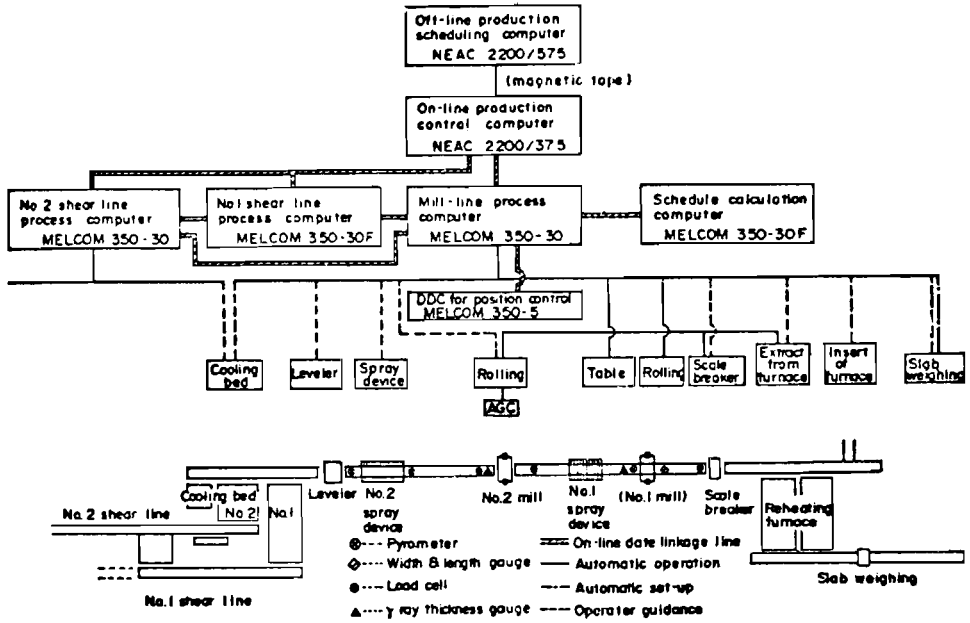 Off-line production
scheduling computer
NEAC 2200/575
(magnetic tape)
On-line production
control computer
NEAC 2200/375
No 2 shear line
process computer
MELCOM 350-30
No1 shear line
process computer
MELCOM 350-30F
Mill-line process
computer
MELCOM 350-30
Schedule calculation
computer
MELCOM 350-30F
DDC for position control
MELCOM 350-5
Cooling
bed
Leveler
Spray
device
Rolling
AGC
Table
Rolling
Scale
breaker
Extract
from
furnace
Insert
of
furnace
Slab
weighing
Cooling bed
No 2
No.1
No.2 shear line
No.1 shear line
Leveler
No.2
spray
device
No.2 mill
No.1
spray
device
(No.1 mill)
Scale
breaker
Reheating
furnace
Slab weighing
Pyrometer
Width & length gauge
Load cell
γ ray thickness gauge
On-line date linkage line
Automatic operation
Automatic set-up
Operater guidance